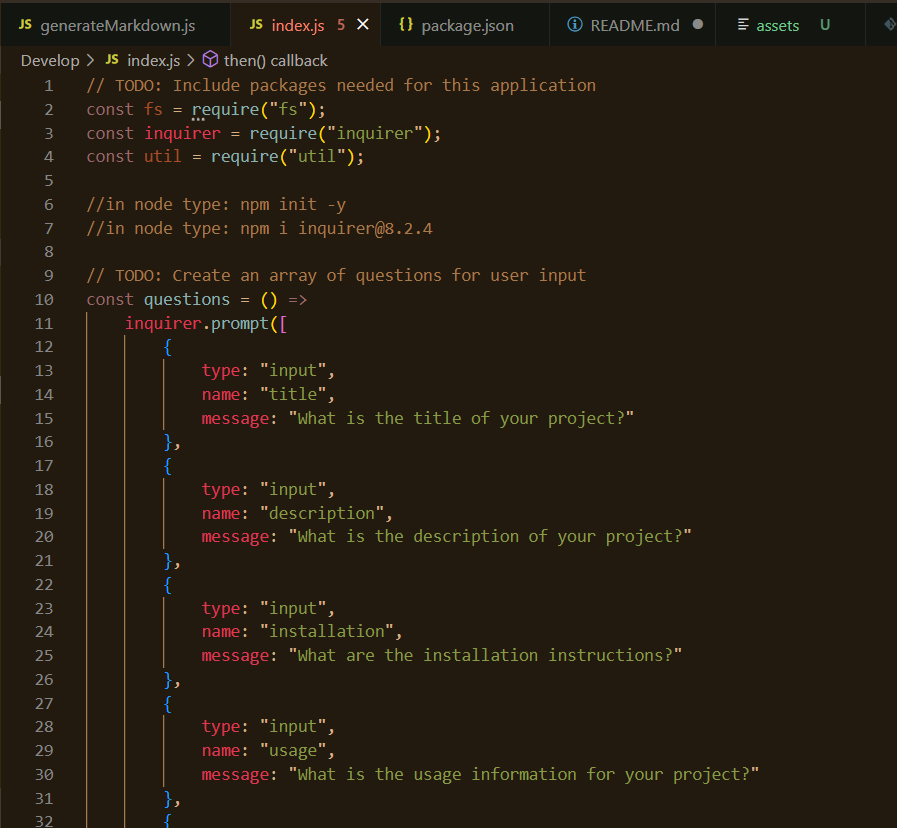 JS generateMarkdown.js JS index.js 5 {} package.json README.md assets U
Develop > JS index.js > then() callback
1 // TODO: Include packages needed for this application
2 const fs = require("fs");
3 const inquirer = require("inquirer");
4 const util = require("util");
5
6 //in node type: npm init -y
7 //in node type: npm i inquirer@8.2.4
8
9 // TODO: Create an array of questions for user input
10 const questions = () =>
11 inquirer.prompt([
12 {
13 type: "input",
14 name: "title",
15 message: "What is the title of your project?"
16 },
17 {
18 type: "input",
19 name: "description",
20 message: "What is the description of your project?"
21 },
22 {
23 type: "input",
24 name: "installation",
25 message: "What are the installation instructions?"
26 },
27 {
28 type: "input",
29 name: "usage",
30 message: "What is the usage information for your project?"
31 },
32 {